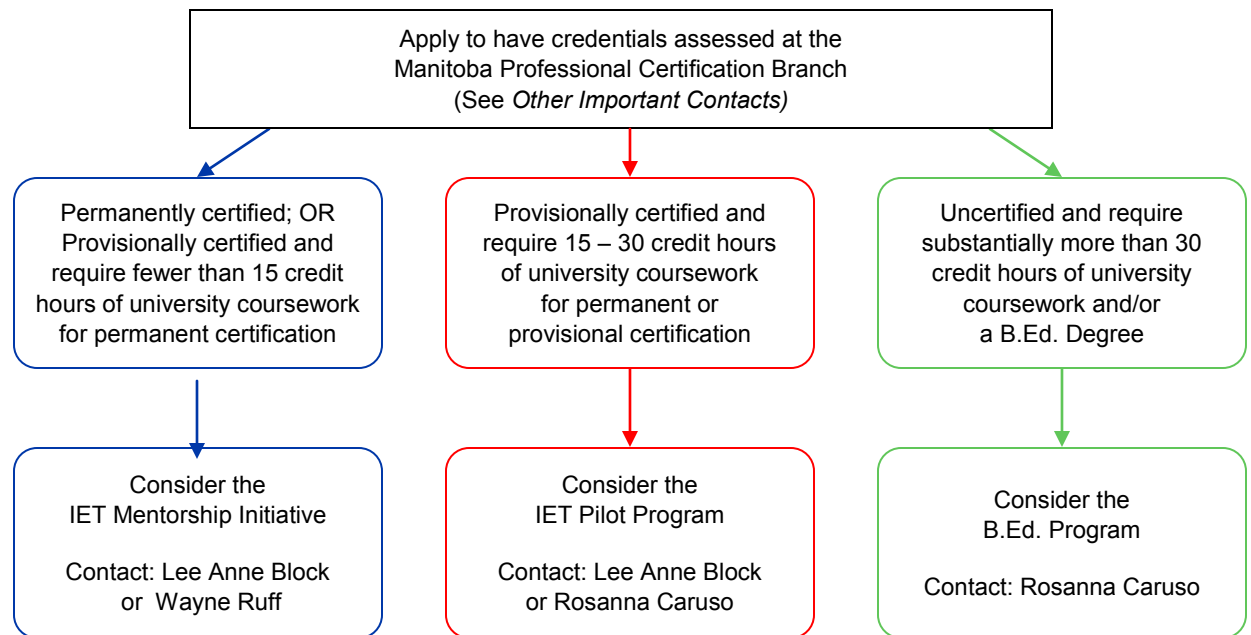 Apply to have credentials assessed at the
Manitoba Professional Certification Branch
(See Other Important Contacts)
Permanently certified; OR
Provisionally certified and
require fewer than 15 credit
hours of university coursework
for permanent certification
Provisionally certified and
require 15 – 30 credit hours
of university coursework
for permanent or
provisional certification
Uncertified and require
substantially more than 30
credit hours of university
coursework and/or
a B.Ed. Degree
Consider the
IET Mentorship Initiative
Contact: Lee Anne Block
or Wayne Ruff
Consider the
IET Pilot Program
Contact: Lee Anne Block
or Rosanna Caruso
Consider the
B.Ed. Program
Contact: Rosanna Caruso